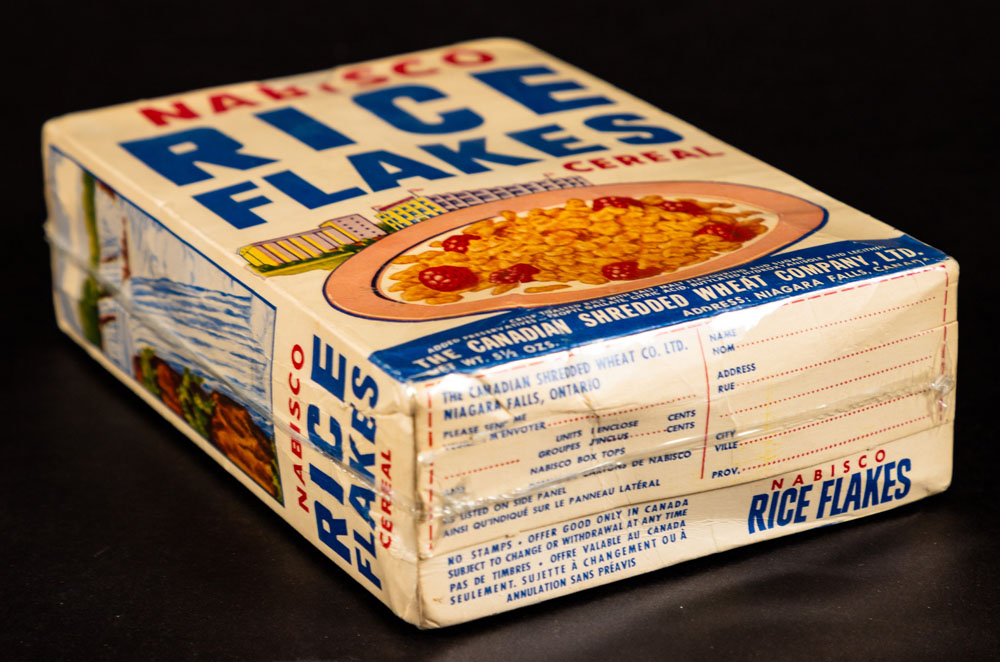 NABISCO
RICE
FLAKES
CEREAL
THE CANADIAN SHREDDED WHEAT COMPANY, LTD.
NET WT. 5½ OZS. ADDRESS: NIAGARA FALLS, CANADA
NABISCO
RICE
FLAKES
CEREAL
THE CANADIAN SHREDDED WHEAT CO. LTD.
NIAGARA FALLS, ONTARIO
PLEASE SEND ME CENTS
M'ENVOYER UNITS I ENCLOSE CENTS
GROUPES J'INCLUS
NABISCO BOX TOPS
CARTONS DE NABISCO
AS LISTED ON SIDE PANEL
AINSI QU'INDIQUÉ SUR LE PANNEAU LATÉRAL
NAME
NOM
ADDRESS
RUE
CITY
VILLE
PROV.
NO STAMPS • OFFER GOOD ONLY IN CANADA
SUBJECT TO CHANGE OR WITHDRAWAL AT ANY TIME
PAS DE TIMBRES • OFFRE VALABLE AU CANADA
SEULEMENT. SUJETTE À CHANGEMENT OU À
ANNULATION SANS PRÉAVIS
NABISCO
RICE FLAKES